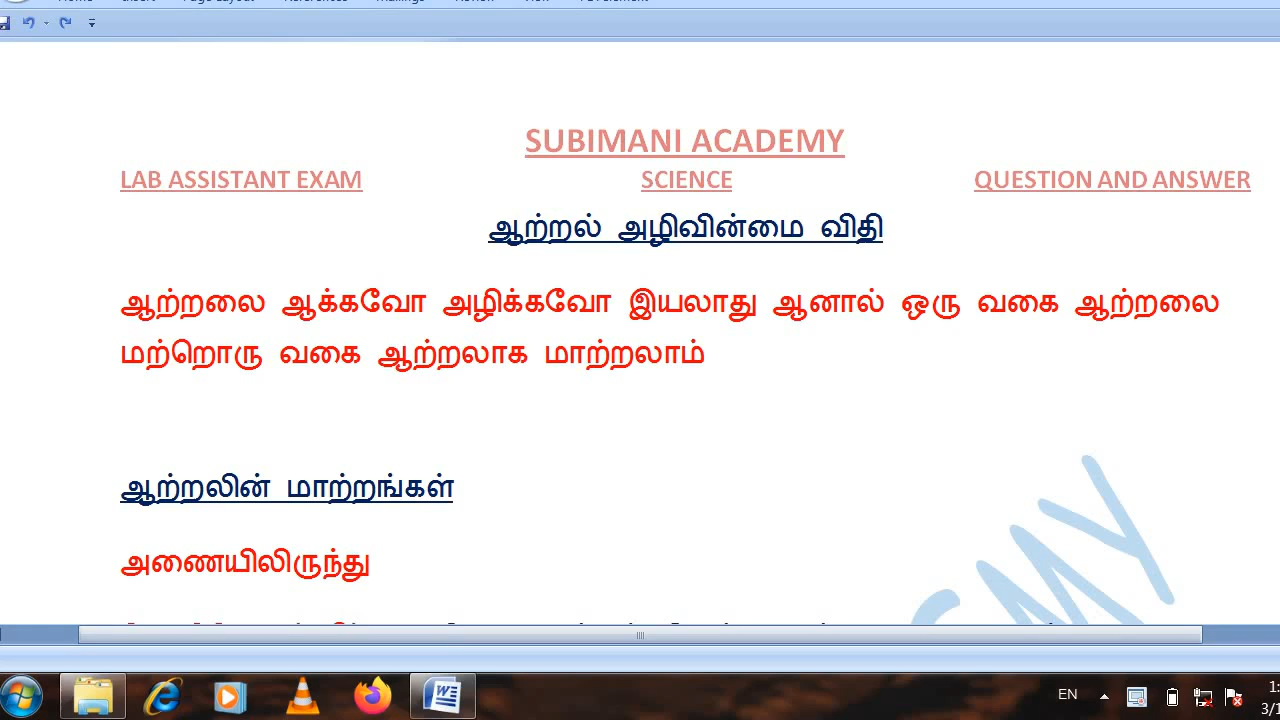 SUBIMANI ACADEMY
LAB ASSISTANT EXAM SCIENCE QUESTION AND ANSWER
ஆற்றல் அழிவின்மை விதி
ஆற்றலை ஆக்கவோ அழிக்கவோ இயலாது ஆனால் ஒரு வகை ஆற்றலை
மற்றொரு வகை ஆற்றலாக மாற்றலாம்
ஆற்றலின் மாற்றங்கள்
அணையிலிருந்து
EN